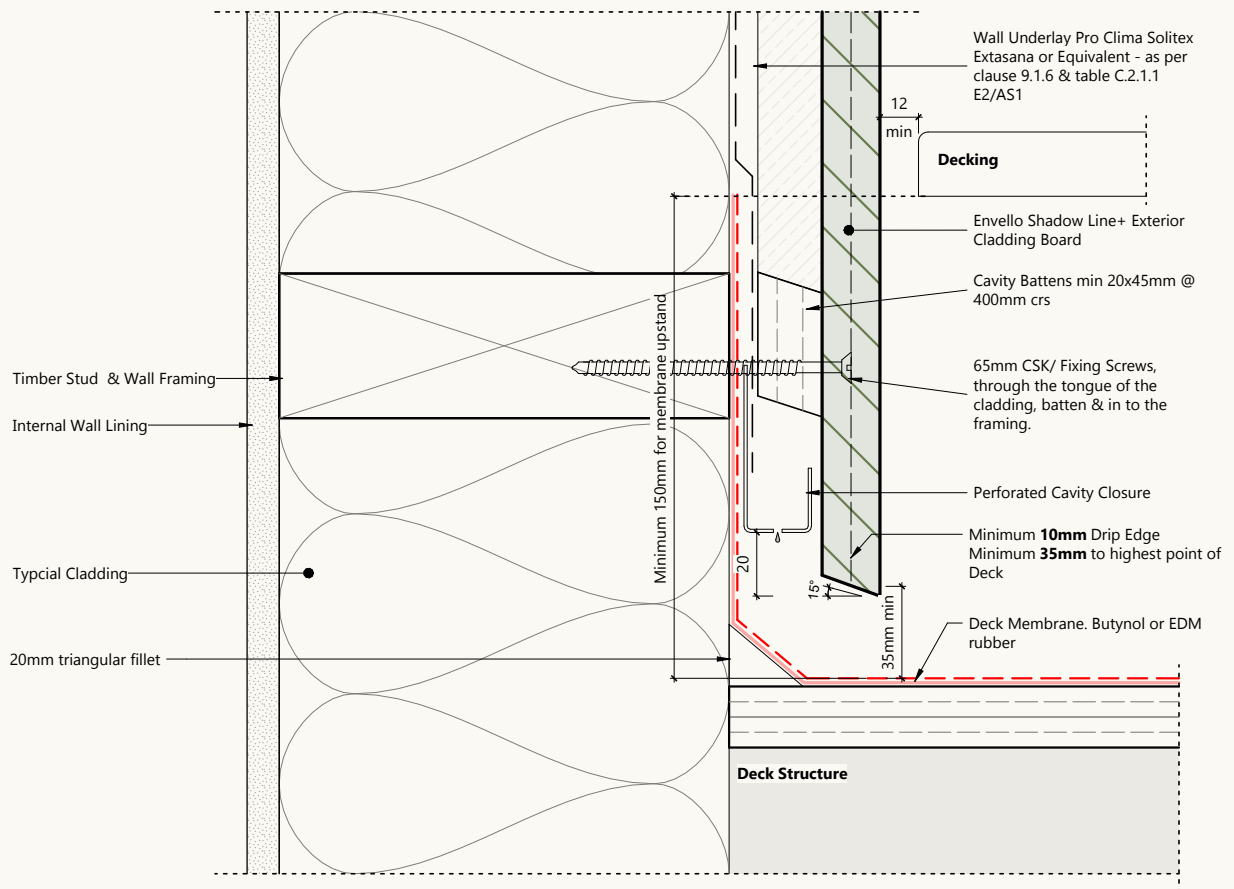 Wall Underlay Pro Clima Solitex
Extasana or Equivalent - as per
clause 9.1.6 & table C.2.1.1
E2/AS1
12
min
Decking
Envello Shadow Line+ Exterior
Cladding Board
Cavity Battens min 20x45mm @
400mm crs
65mm CSK/ Fixing Screws,
through the tongue of the
cladding, batten & in to the
framing.
Timber Stud & Wall Framing
Internal Wall Lining
Minimum 150mm for membrane upstand
Perforated Cavity Closure
Minimum 10mm Drip Edge
Minimum 35mm to highest point of
Deck
20
15°
35mm min
Typcial Cladding
Deck Membrane. Butynol or EDM
rubber
20mm triangular fillet
Deck Structure